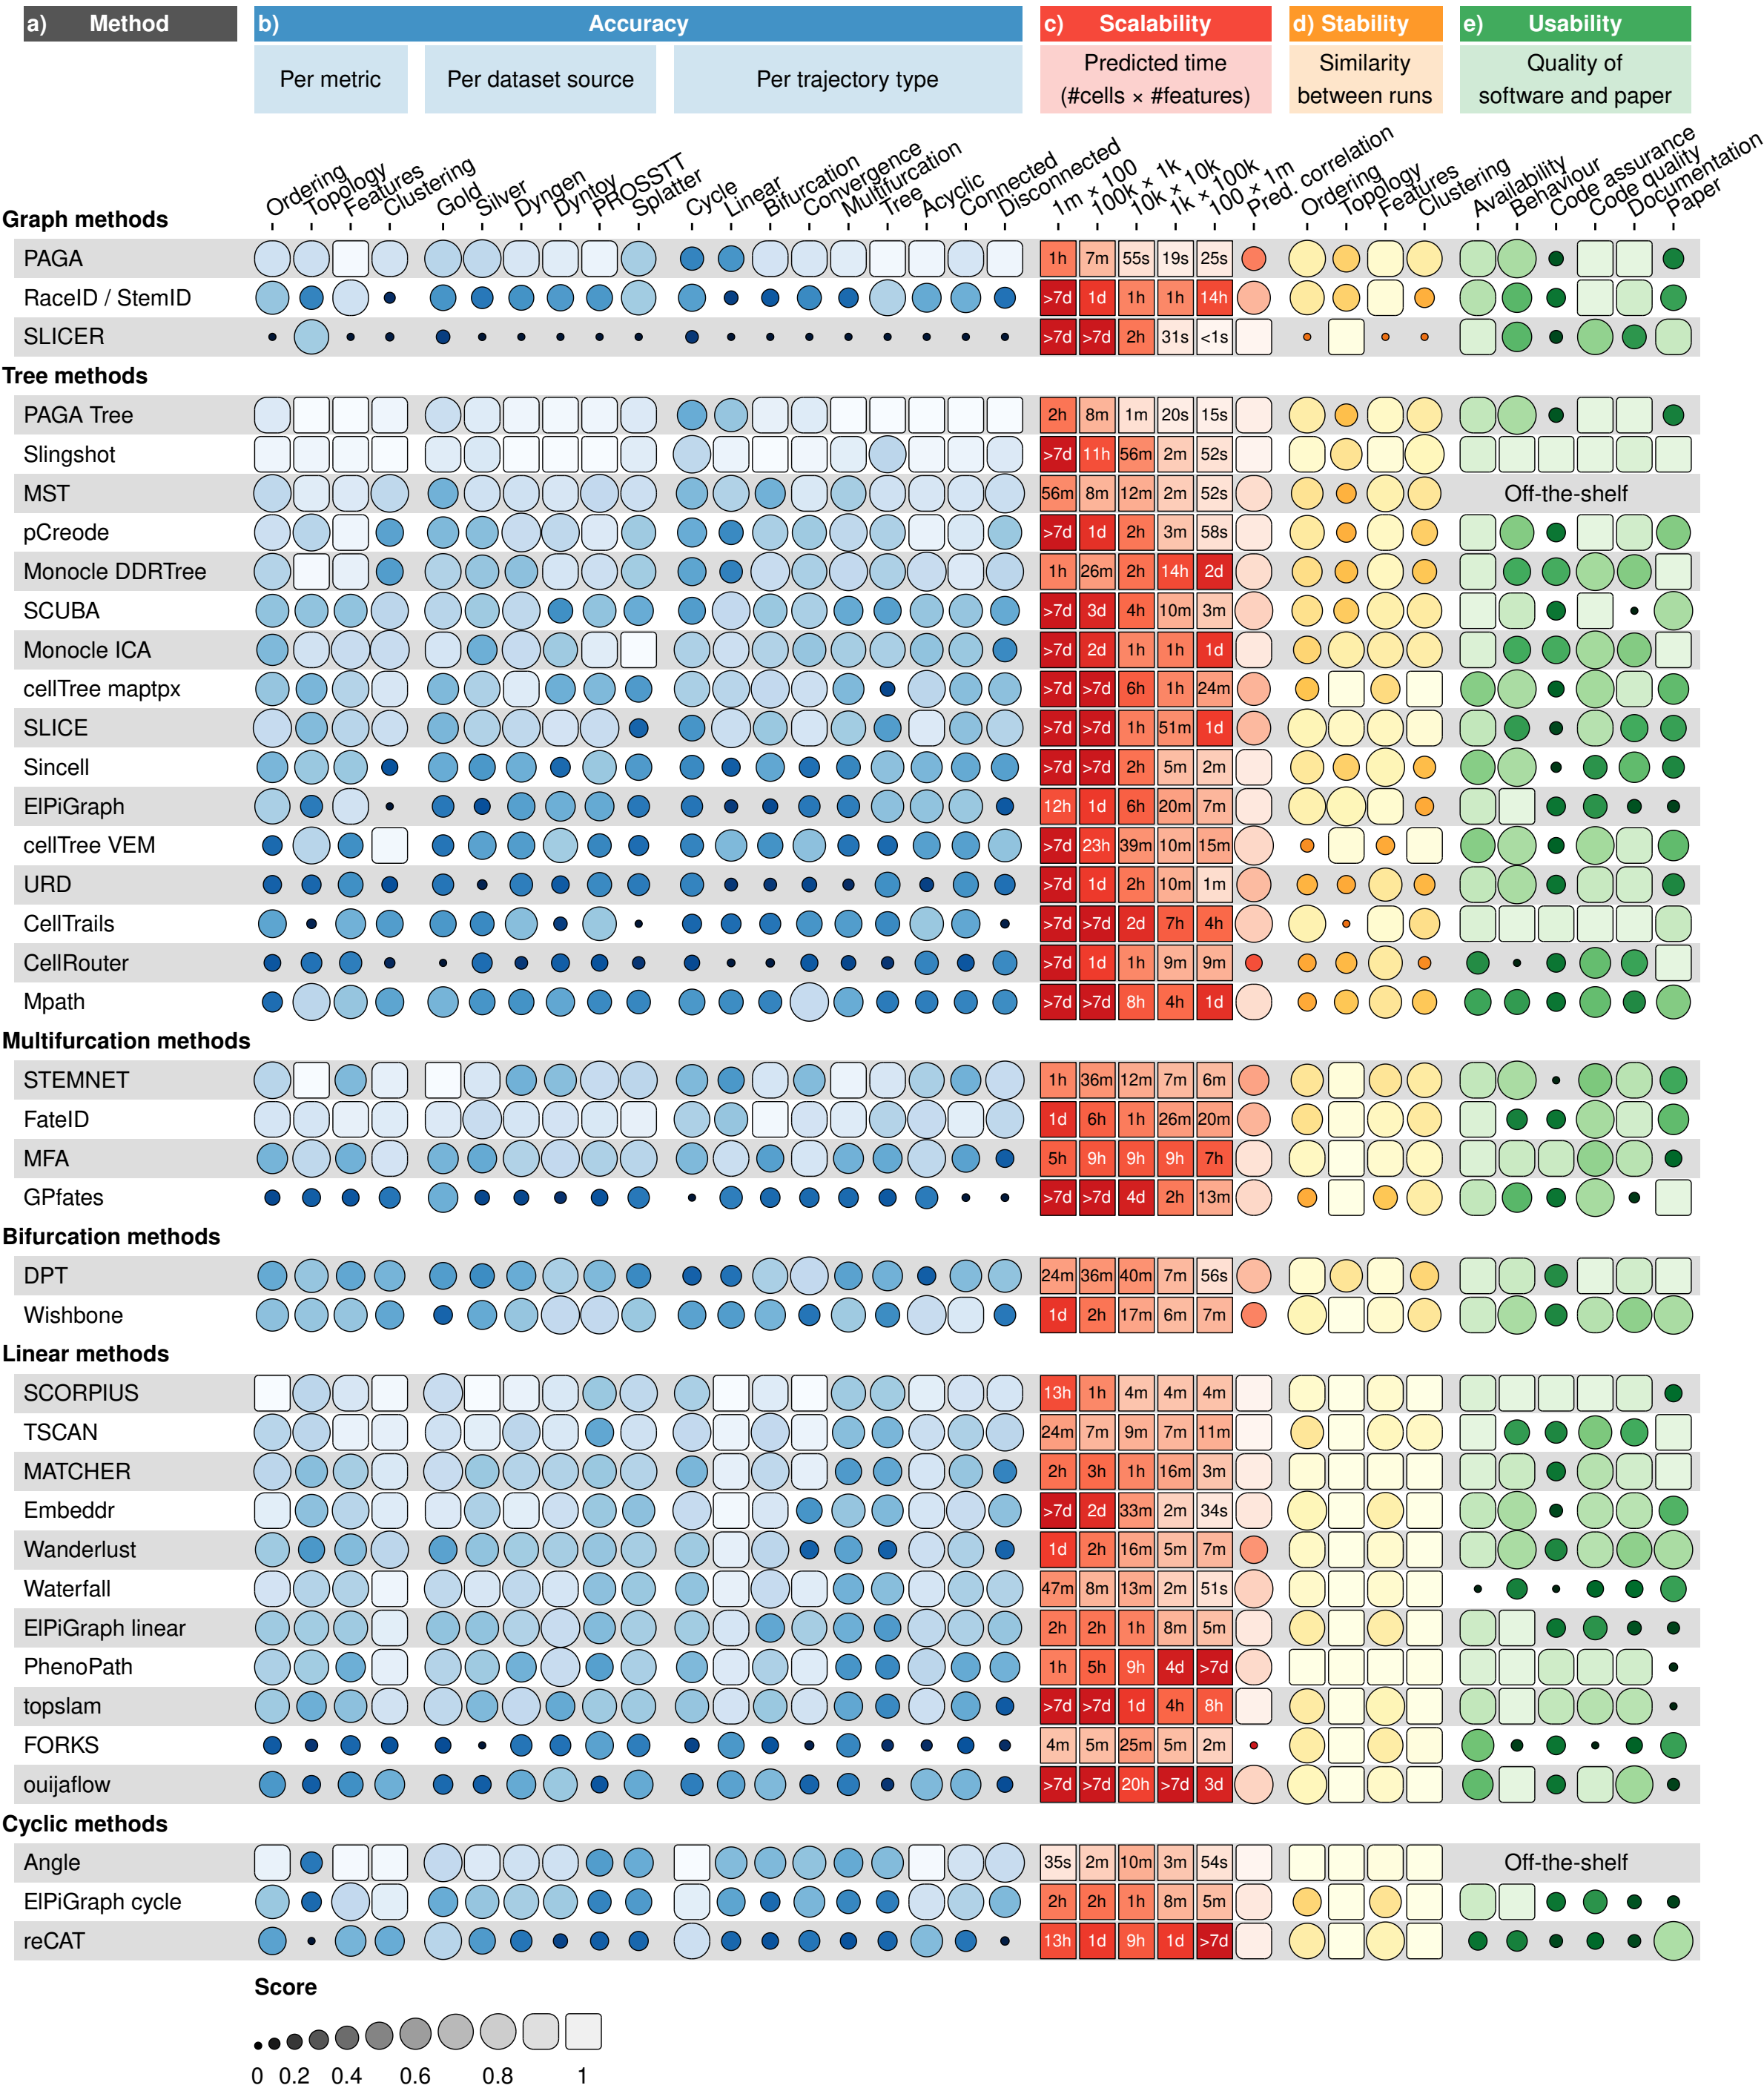 a) Method b) Accuracy c) Scalability d) Stability e) Usability
Per metric Per dataset source Per trajectory type Predicted time (#cells × #features) Similarity between runs Quality of software and paper
Ordering Topology Features Clustering Gold Silver Dyngen Dyntoy PROSSTT Splatter Cycle Linear Bifurcation Convergence Multifurcation Tree Acyclic Connected Disconnected 1m × 100 100k × 1k 10k × 10k 1k × 100k 100 × 1m Pred. correlation Ordering Topology Features Clustering Availability Behaviour Code assurance Code quality Documentation Paper
Graph methods
PAGA 1h 7m 55s 19s 25s
RaceID / StemID >7d 1d 1h 1h 14h
SLICER >7d >7d 2h 31s <1s
Tree methods
PAGA Tree 2h 8m 1m 20s 15s
Slingshot >7d 11h 56m 2m 52s
MST 56m 8m 12m 2m 52s Off-the-shelf
pCreode >7d 1d 2h 3m 58s
Monocle DDRTree 1h 26m 2h 14h 2d
SCUBA >7d 3d 4h 10m 3m
Monocle ICA >7d 2d 1h 1h 1d
cellTree maptpx >7d >7d 6h 1h 24m
SLICE >7d >7d 1h 51m 1d
Sincell >7d >7d 2h 5m 2m
ElPiGraph 12h 1d 6h 20m 7m
cellTree VEM >7d 23h 39m 10m 15m
URD >7d 1d 2h 10m 1m
CellTrails >7d >7d 2d 7h 4h
CellRouter >7d 1d 1h 9m 9m
Mpath >7d >7d 8h 4h 1d
Multifurcation methods
STEMNET 1h 36m 12m 7m 6m
FateID 1d 6h 1h 26m 20m
MFA 5h 9h 9h 9h 7h
GPfates >7d >7d 4d 2h 13m
Bifurcation methods
DPT 24m 36m 40m 7m 56s
Wishbone 1d 2h 17m 6m 7m
Linear methods
SCORPIUS 13h 1h 4m 4m 4m
TSCAN 24m 7m 9m 7m 11m
MATCHER 2h 3h 1h 16m 3m
Embeddr >7d 2d 33m 2m 34s
Wanderlust 1d 2h 16m 5m 7m
Waterfall 47m 8m 13m 2m 51s
ElPiGraph linear 2h 2h 1h 8m 5m
PhenoPath 1h 5h 9h 4d >7d
topslam >7d >7d 1d 4h 8h
FORKS 4m 5m 25m 5m 2m
ouijaflow >7d >7d 20h >7d 3d
Cyclic methods
Angle 35s 2m 10m 3m 54s Off-the-shelf
ElPiGraph cycle 2h 2h 1h 8m 5m
reCAT 13h 1d 9h 1d >7d
Score
0 0.2 0.4 0.6 0.8 1